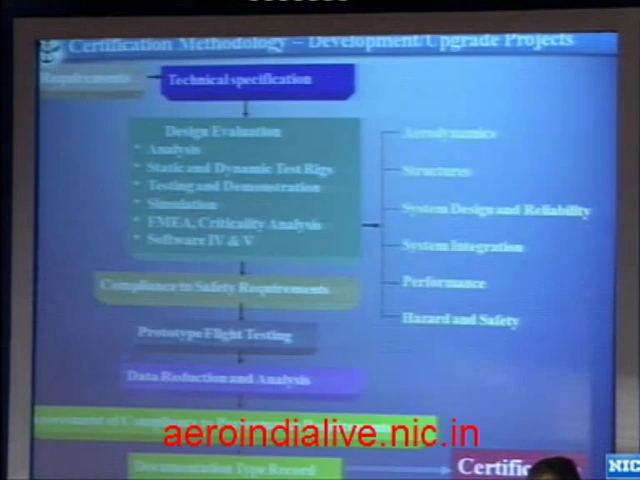 Certification Methodology – Development/Upgrade Projects
Requirements
Technical specification
Design Evaluation
* Analysis
* Static and Dynamic Test Rigs
* Testing and Demonstration
* Simulation
* FMEA, Criticality Analysis
* Software IV & V
Aerodynamics
Structures
System Design and Reliability
System Integration
Performance
Hazard and Safety
Compliance to Safety Requirements
Prototype Flight Testing
Data Reduction and Analysis
of
aeroindialive.nic.in
Documentation Type Record
NIC